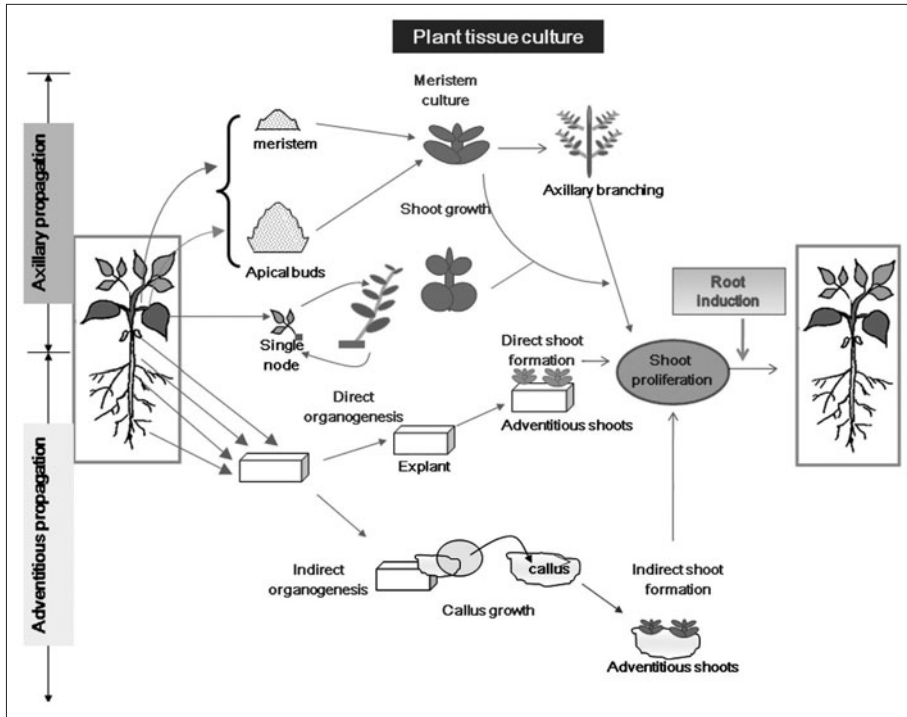 Plant tissue culture
Axillary propagation
Adventitious propagation
Meristem
culture
meristem
Axillary branching
Shoot growth
Apical buds
Root
induction
Single
node
Direct shoot
formation
Shoot
proliferation
Direct
organogenesis
Adventitious shoots
Explant
Indirect
organogenesis
callus
Callus growth
Indirect shoot
formation
Adventitious shoots